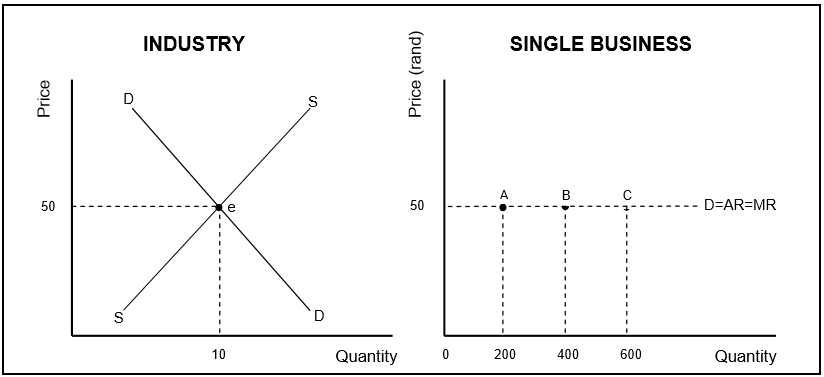 INDUSTRY
Price
D
S
50
e
S
D
10
Quantity
SINGLE BUSINESS
Price (rand)
A
B
C
50
D=AR=MR
0
200
400
600
Quantity